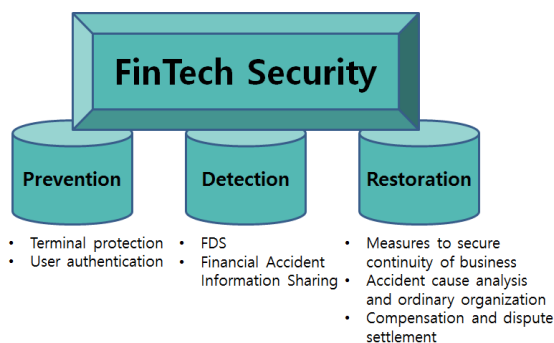 FinTech Security
Prevention
Detection
Restoration
• Terminal protection
• User authentication
• FDS
• Financial Accident
Information Sharing
• Measures to secure
continuity of business
• Accident cause analysis
and ordinary organization
• Compensation and dispute
settlement